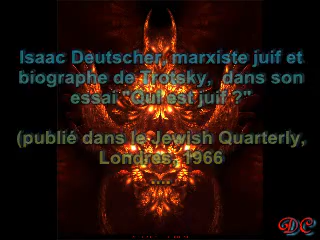 Isaac Deutscher, marxiste juif et
biographe de Trotsky, dans son
essai "Qui est juif ?"
(publié dans le Jewish Quarterly,
Londres, 1966
....
DC